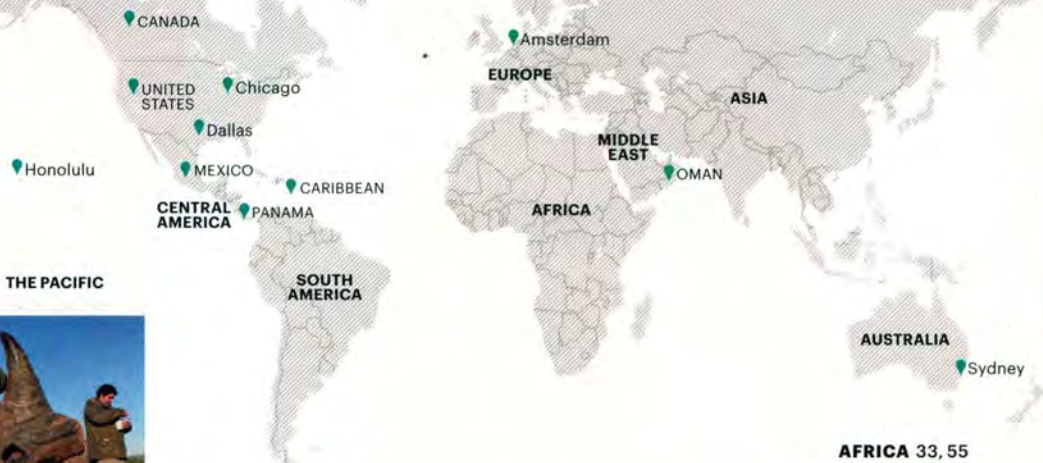 CANADA
Amsterdam
EUROPE
UNITED
STATES
Chicago
ASIA
Dallas
MIDDLE
EAST
Honolulu
MEXICO
OMAN
CARIBBEAN
CENTRAL
AMERICA
PANAMA
AFRICA
THE PACIFIC
SOUTH
AMERICA
AUSTRALIA
Sydney
AFRICA 33, 55